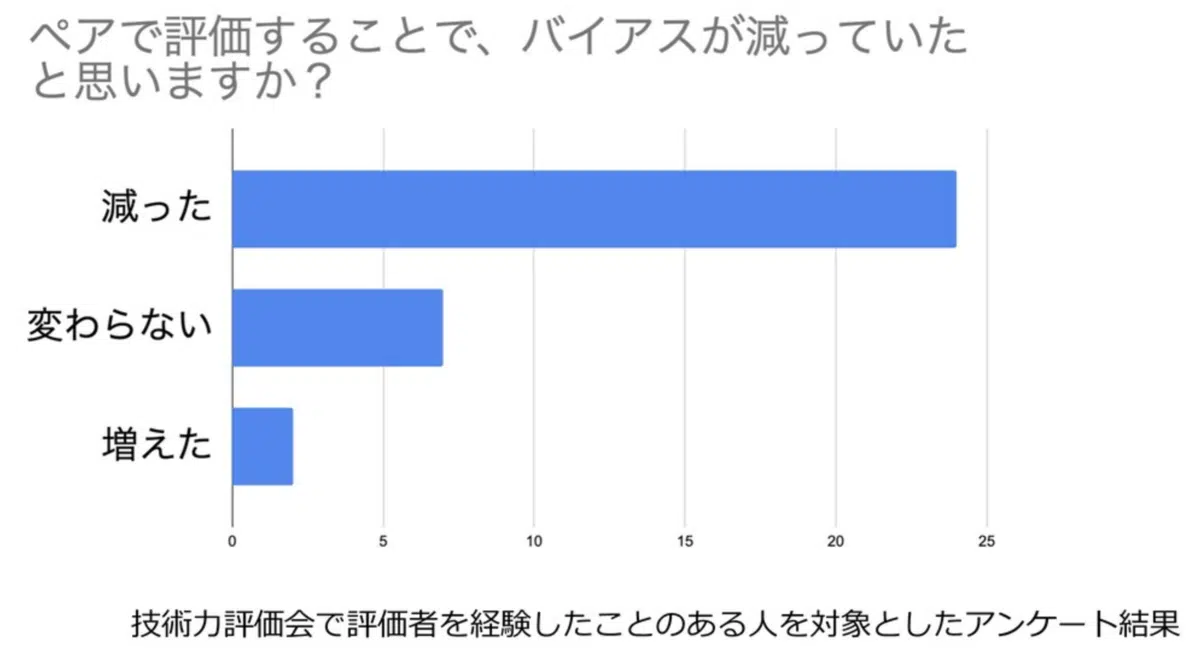 ペアで評価することで、バイアスが減っていた
と思いますか？
減った
変わらない
増えた
0 5 10 15 20 25
技術力評価会で評価者を経験したことのある人を対象としたアンケート結果